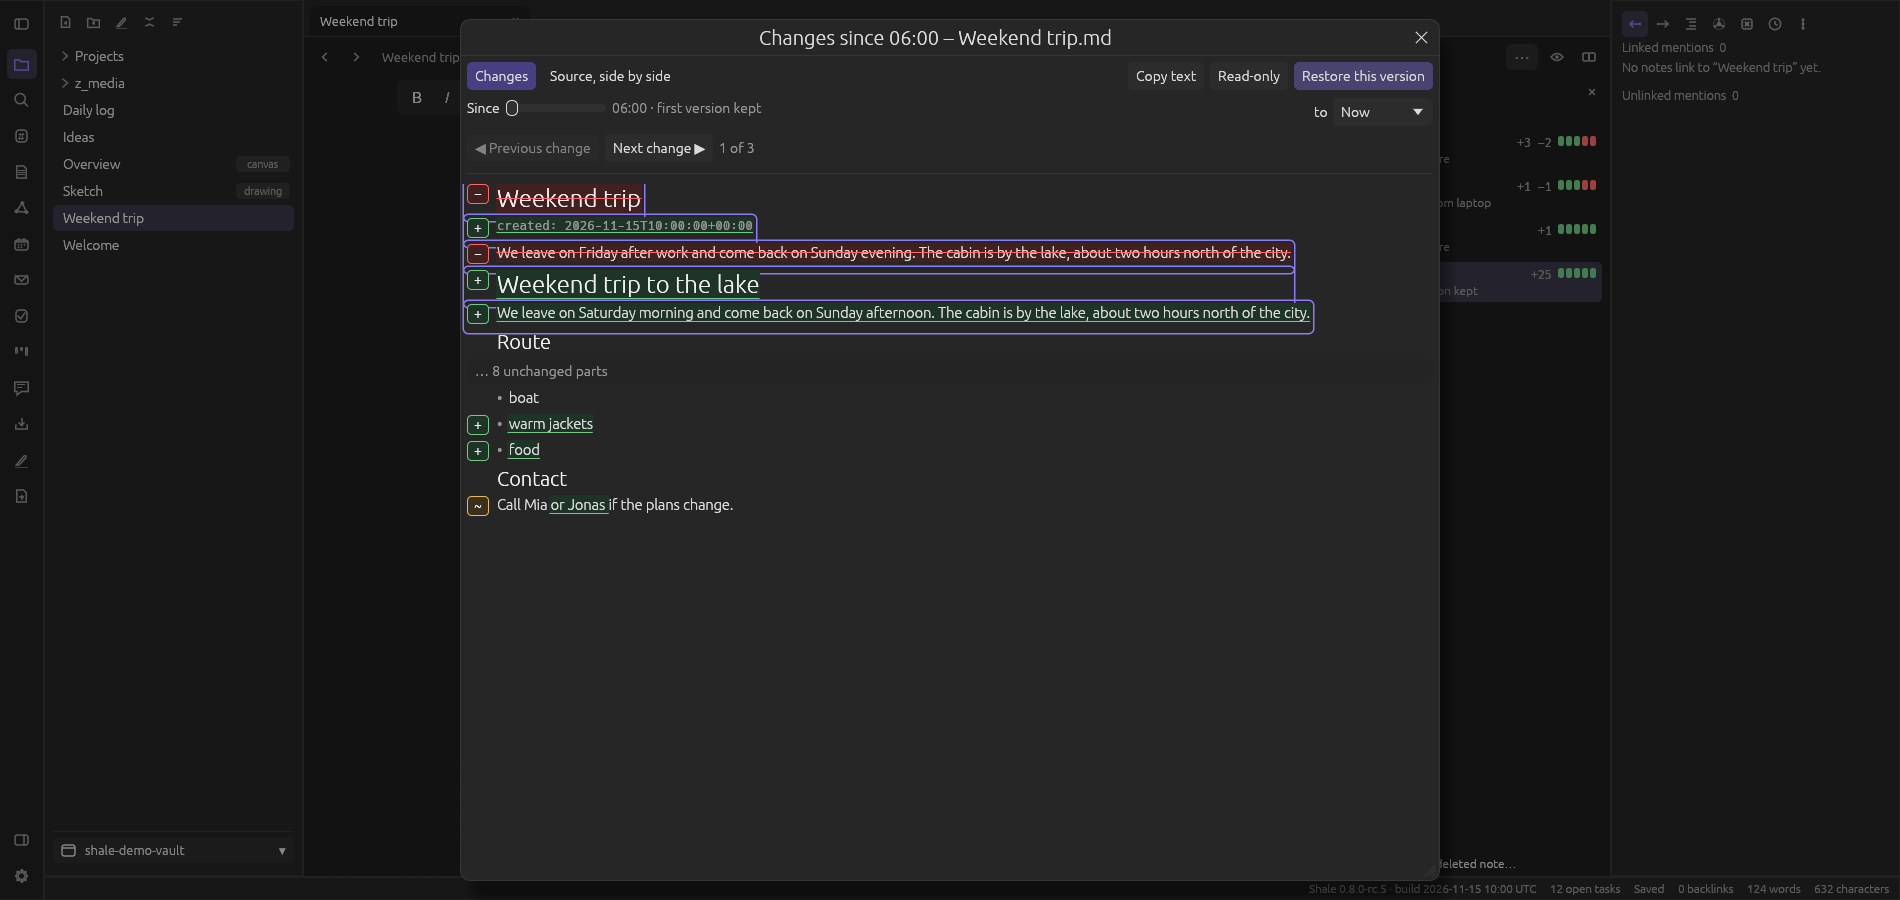 Weekend trip
Changes since 06:00 – Weekend trip.md
Changes
Source, side by side
Copy text
Read-only
Restore this version
Since
06:00 · first version kept
to
Now
◀ Previous change
Next change ▶
1 of 3
− Weekend trip
+ created: 2026-11-15T10:00:00+00:00
− We leave on Friday after work and come back on Sunday evening. The cabin is by the lake, about two hours north of the city.
+ Weekend trip to the lake
+ We leave on Saturday morning and come back on Sunday afternoon. The cabin is by the lake, about two hours north of the city.
Route
… 8 unchanged parts
• boat
+ • warm jackets
+ • food
Contact
~ Call Mia or Jonas if the plans change.
Projects
z_media
Daily log
Ideas
Overview
canvas
Sketch
drawing
Weekend trip
Welcome
shale-demo-vault
Weekend trip
B I
+3 −2
re
+1 −1
om laptop
+1
re
+25
on kept
deleted note…
Linked mentions 0
No notes link to “Weekend trip” yet.
Unlinked mentions 0
Shale 0.8.0-rc.5 · build 2026-11-15 10:00 UTC
12 open tasks
Saved
0 backlinks
124 words
632 characters